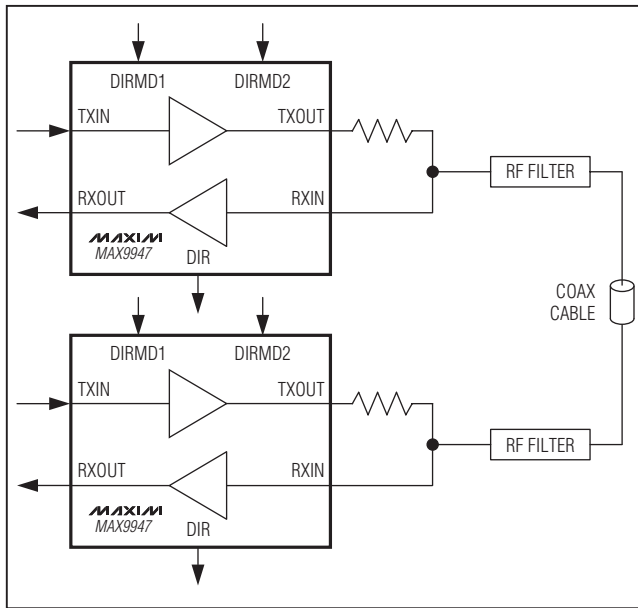 DIRMD1 DIRMD2
TXIN TXOUT
RF FILTER
RXOUT RXIN
MAXIM
MAX9947
DIR
COAX
CABLE
DIRMD1 DIRMD2
TXIN TXOUT
RF FILTER
RXOUT RXIN
MAXIM
MAX9947
DIR